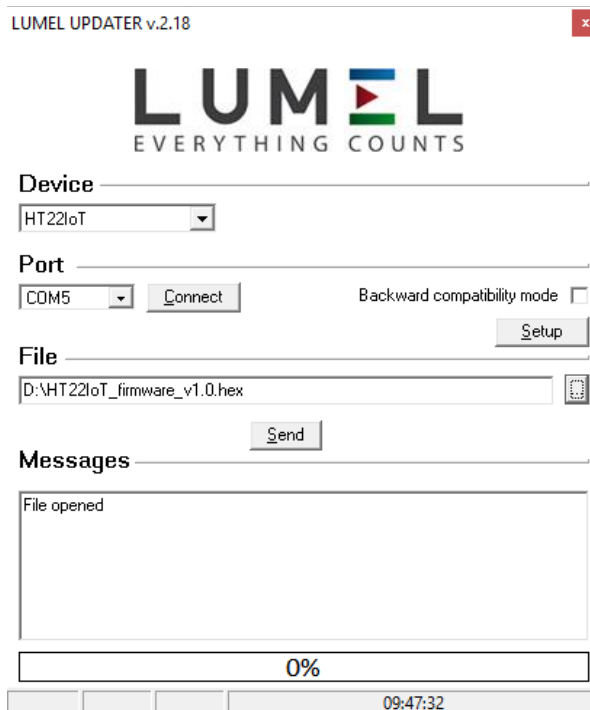 LUMEL UPDATER v.2.18
x
LUMEL
EVERYTHING COUNTS
Device
HT22IoT
Port
COM5 Connect Backward compatibility mode
Setup
File
D:\HT22IoT_firmware_v1.0.hex ..
Send
Messages
File opened
0%
09:47:32